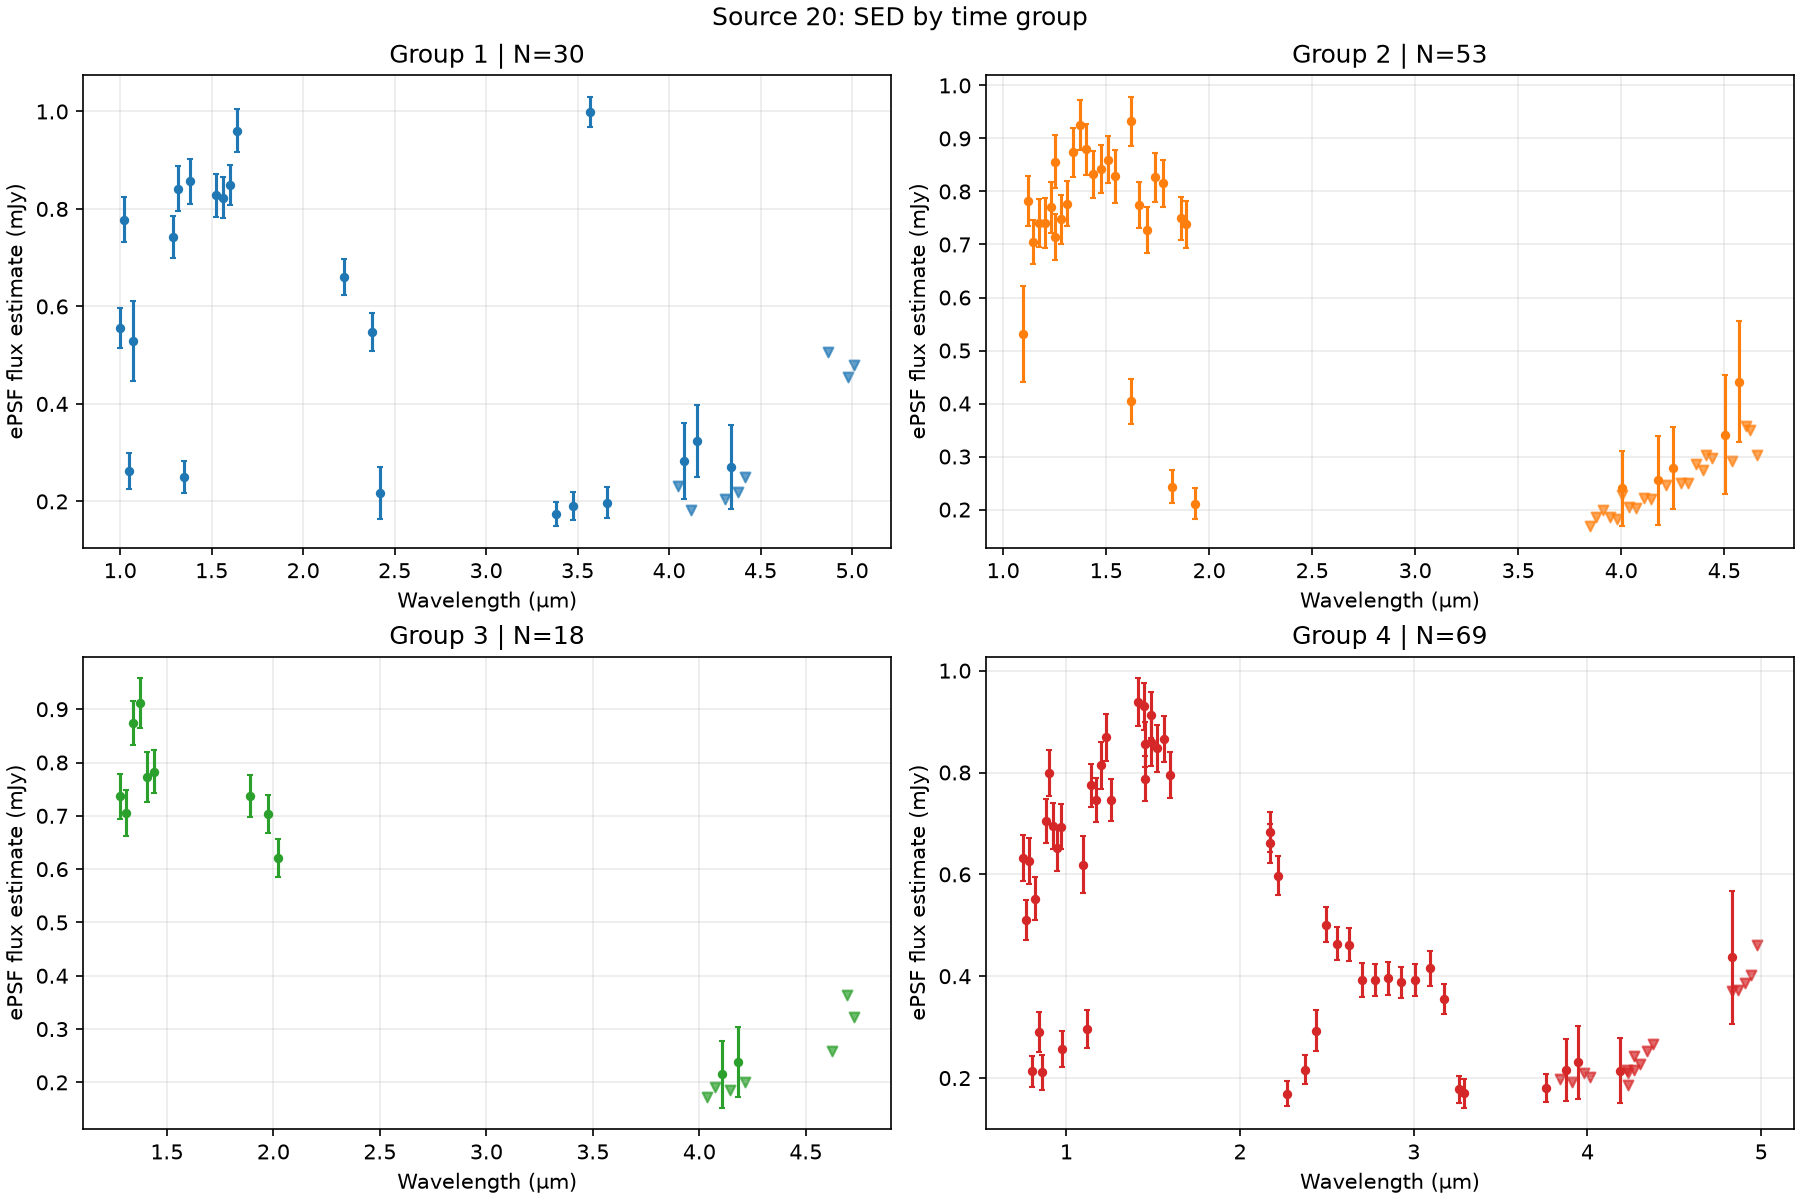 Source 20: SED by time group
Group 1 | N=30
ePSF flux estimate (mJy)
1.0
0.8
0.6
0.4
0.2
1.0 1.5 2.0 2.5 3.0 3.5 4.0 4.5 5.0
Wavelength (μm)
Group 2 | N=53
ePSF flux estimate (mJy)
1.0
0.9
0.8
0.7
0.6
0.5
0.4
0.3
0.2
1.0 1.5 2.0 2.5 3.0 3.5 4.0 4.5
Wavelength (μm)
Group 3 | N=18
ePSF flux estimate (mJy)
0.9
0.8
0.7
0.6
0.5
0.4
0.3
0.2
1.5 2.0 2.5 3.0 3.5 4.0 4.5
Wavelength (μm)
Group 4 | N=69
ePSF flux estimate (mJy)
1.0
0.8
0.6
0.4
0.2
1 2 3 4 5
Wavelength (μm)